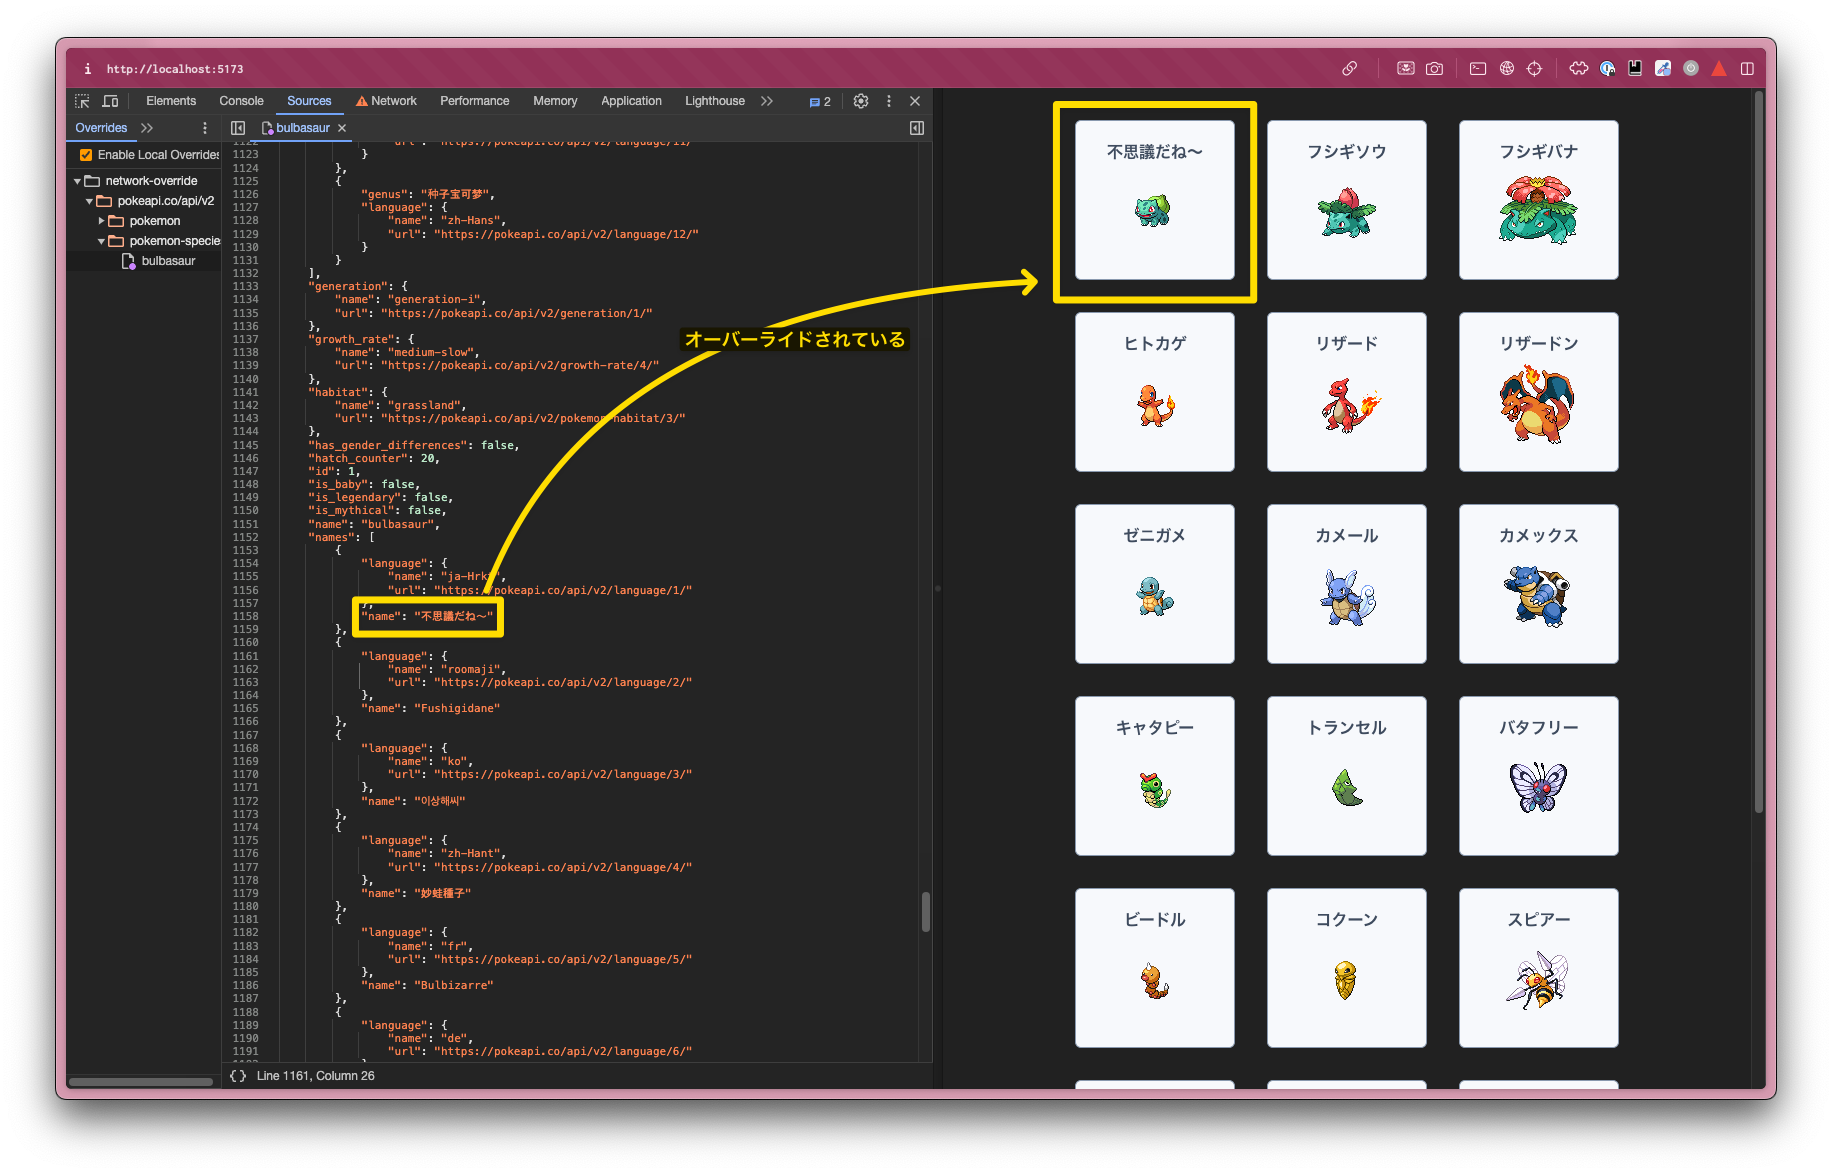 i http://localhost:5173
Elements Console Sources Network Performance Memory Application Lighthouse 2
Overrides
bulbasaur
Enable Local Overrides
network-override
pokeapi.co/api/v2
pokemon
pokemon-specie
bulbasaur
1123 }
1124 },
1125 {
1126 "genus": "种子宝可梦",
1127 "language": {
1128 "name": "zh-Hans",
1129 "url": "https://pokeapi.co/api/v2/language/12/"
1130 }
1131 }
1132 ],
1133 "generation": {
1134 "name": "generation-i",
1135 "url": "https://pokeapi.co/api/v2/generation/1/"
1136 },
1137 "growth_rate": {
1138 "name": "medium-slow",
1139 "url": "https://pokeapi.co/api/v2/growth-rate/4/"
1140 },
1141 "habitat": {
1142 "name": "grassland",
1143 "url": "https://pokeapi.co/api/v2/pokemon-habitat/3/"
1144 },
1145 "has_gender_differences": false,
1146 "hatch_counter": 20,
1147 "id": 1,
1148 "is_baby": false,
1149 "is_legendary": false,
1150 "is_mythical": false,
1151 "name": "bulbasaur",
1152 "names": [
1153 {
1154 "language": {
1155 "name": "ja-Hrkt",
1156 "url": "https://pokeapi.co/api/v2/language/1/"
1157 },
1158 "name": "不思議だね〜"
1159 },
1160 {
1161 "language": {
1162 "name": "roomaji",
1163 "url": "https://pokeapi.co/api/v2/language/2/"
1164 },
1165 "name": "Fushigidane"
1166 },
1167 {
1168 "language": {
1169 "name": "ko",
1170 "url": "https://pokeapi.co/api/v2/language/3/"
1171 },
1172 "name": "이상해씨"
1173 },
1174 {
1175 "language": {
1176 "name": "zh-Hant",
1177 "url": "https://pokeapi.co/api/v2/language/4/"
1178 },
1179 "name": "妙蛙種子"
1180 },
1181 {
1182 "language": {
1183 "name": "fr",
1184 "url": "https://pokeapi.co/api/v2/language/5/"
1185 },
1186 "name": "Bulbizarre"
1187 },
1188 {
1189 "language": {
1190 "name": "de",
1191 "url": "https://pokeapi.co/api/v2/language/6/"
{} Line 1161, Column 26
オーバーライドされている
不思議だね〜 フシギソウ フシギバナ
ヒトカゲ リザード リザードン
ゼニガメ カメール カメックス
キャタピー トランセル バタフリー
ビードル コクーン スピアー